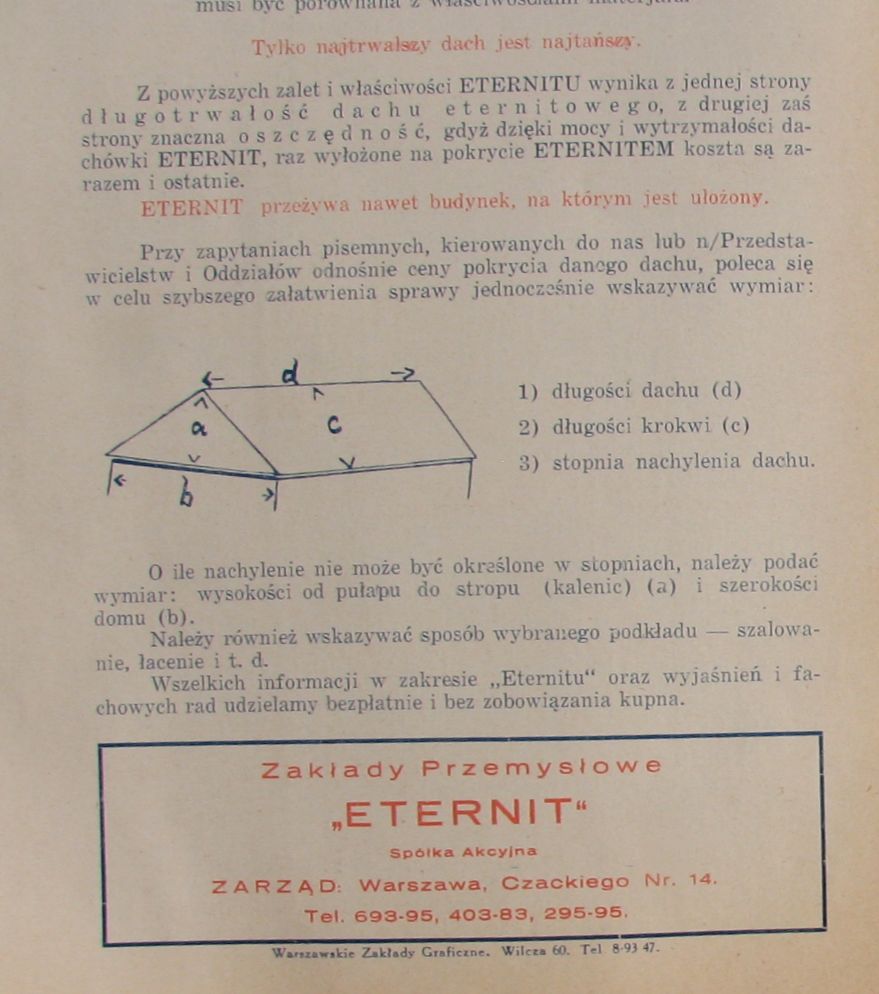 musi być porównana z właściwościami materjału.
Tylko najtrwalszy dach jest najtańszy.
Z powyższych zalet i właściwości ETERNITU wynika z jednej strony
długotrwałość dachu eternitowego, z drugiej zaś
strony znaczna oszczędność, gdyż dzięki mocy i wytrzymałości da-
chówki ETERNIT, raz wyłożone na pokrycie ETERNITEM koszta są za-
razem i ostatnie.
ETERNIT przeżywa nawet budynek, na którym jest ułożony.
Przy zapytaniach pisemnych, kierowanych do nas lub n/Przedsta-
wicielstw i Oddziałów odnośnie ceny pokrycia danego dachu, poleca się
w celu szybszego załatwienia sprawy jednocześnie wskazywać wymiar:
d
a
c
b
1) długości dachu (d)
2) długości krokwi (c)
3) stopnia nachylenia dachu.
O ile nachylenie nie może być określone w stopniach, należy podać
wymiar: wysokości od pułapu do stropu (kalenic) (a) i szerokości
domu (b).
Należy również wskazywać sposób wybranego podkładu — szalowa-
nie, łacenie i t. d.
Wszelkich informacji w zakresie „Eternitu“ oraz wyjaśnień i fa-
chowych rad udzielamy bezpłatnie i bez zobowiązania kupna.
Zakłady Przemysłowe
„ETERNIT“
Spółka Akcyjna
ZARZĄD: Warszawa, Czackiego Nr. 14.
Tel. 693-95, 403-83, 295-95.
Warszawskie Zakłady Graficzne. Wilcza 60. Tel 8-93 47.